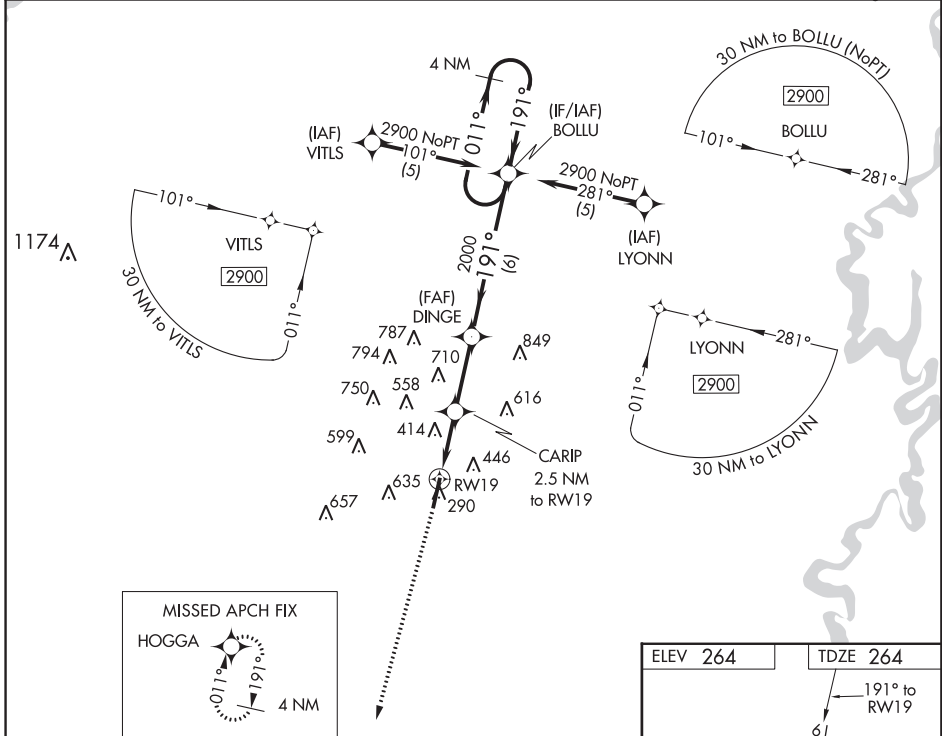 30 NM to BOLLU (NoPT)
2900
BOLLU
101°
281°
4 NM
011°
191°
(IF/IAF)
BOLLU
(IAF)
VITLS
2900 NoPT
101°
(5)
2900 NoPT
281°
(5)
(IAF)
LYONN
101°
VITLS
2900
011°
30 NM to VITLS
1174
2000
191°
(6)
(FAF)
DINGE
787
794
710
849
750
558
616
414
599
446
635
657
290
RW19
CARIP
2.5 NM
to RW19
LYONN
281°
2900
011°
30 NM to LYONN
MISSED APCH FIX
HOGGA
011°
191°
4 NM
ELEV 264
TDZE 264
191° to
RW19